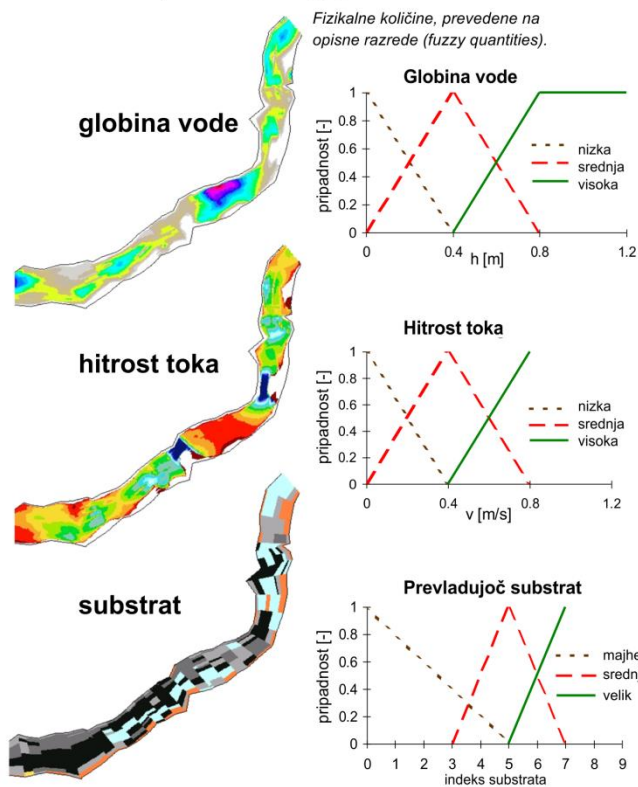 Fizikalne količine, prevedene na
opisne razrede (fuzzy quantities).
globina vode
Globina vode
pripadnost [-]
1
0.8
0.6
0.4
0.2
0
nizka
srednja
visoka
0 0.4 0.8 1.2
h [m]
hitrost toka
Hitrost toka
pripadnost [-]
1
0.8
0.6
0.4
0.2
0
nizka
srednja
visoka
0 0.4 0.8 1.2
v [m/s]
substrat
Prevladujoč substrat
pripadnost [-]
1
0.8
0.6
0.4
0.2
0
majhe
srednj
velik
0 1 2 3 4 5 6 7 8 9
indeks substrata